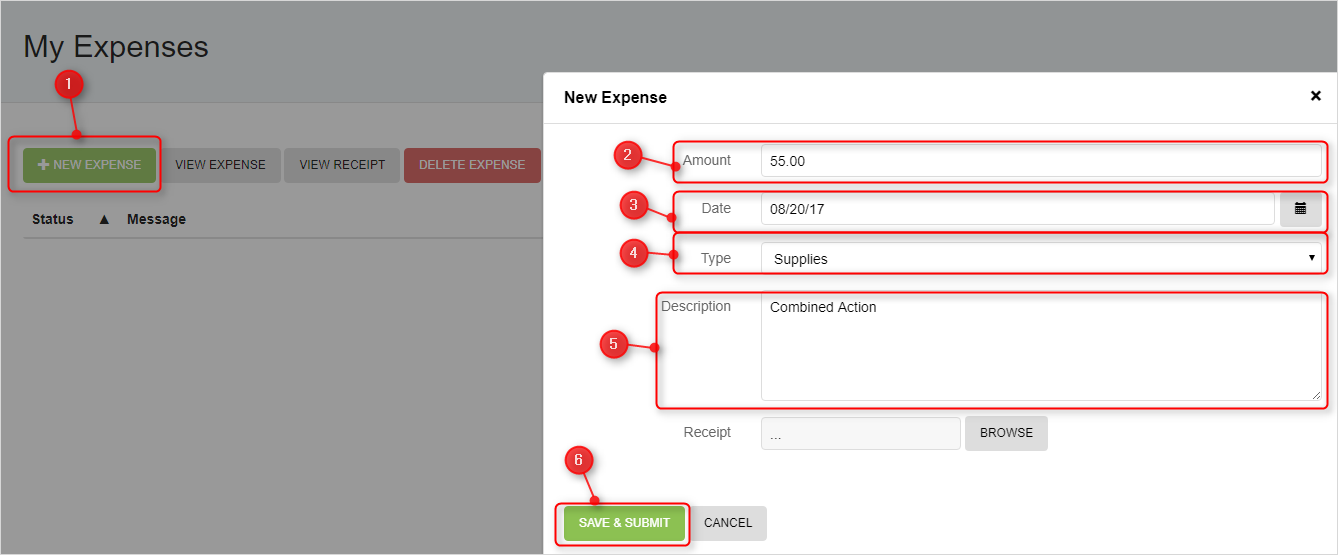 My Expenses
1
NEW EXPENSE VIEW EXPENSE VIEW RECEIPT DELETE EXPENSE
Status ▲ Message
New Expense ×
2 Amount 55.00
3 Date 08/20/17
4 Type Supplies
Description Combined Action
5
Receipt ... BROWSE
6
SAVE & SUBMIT CANCEL